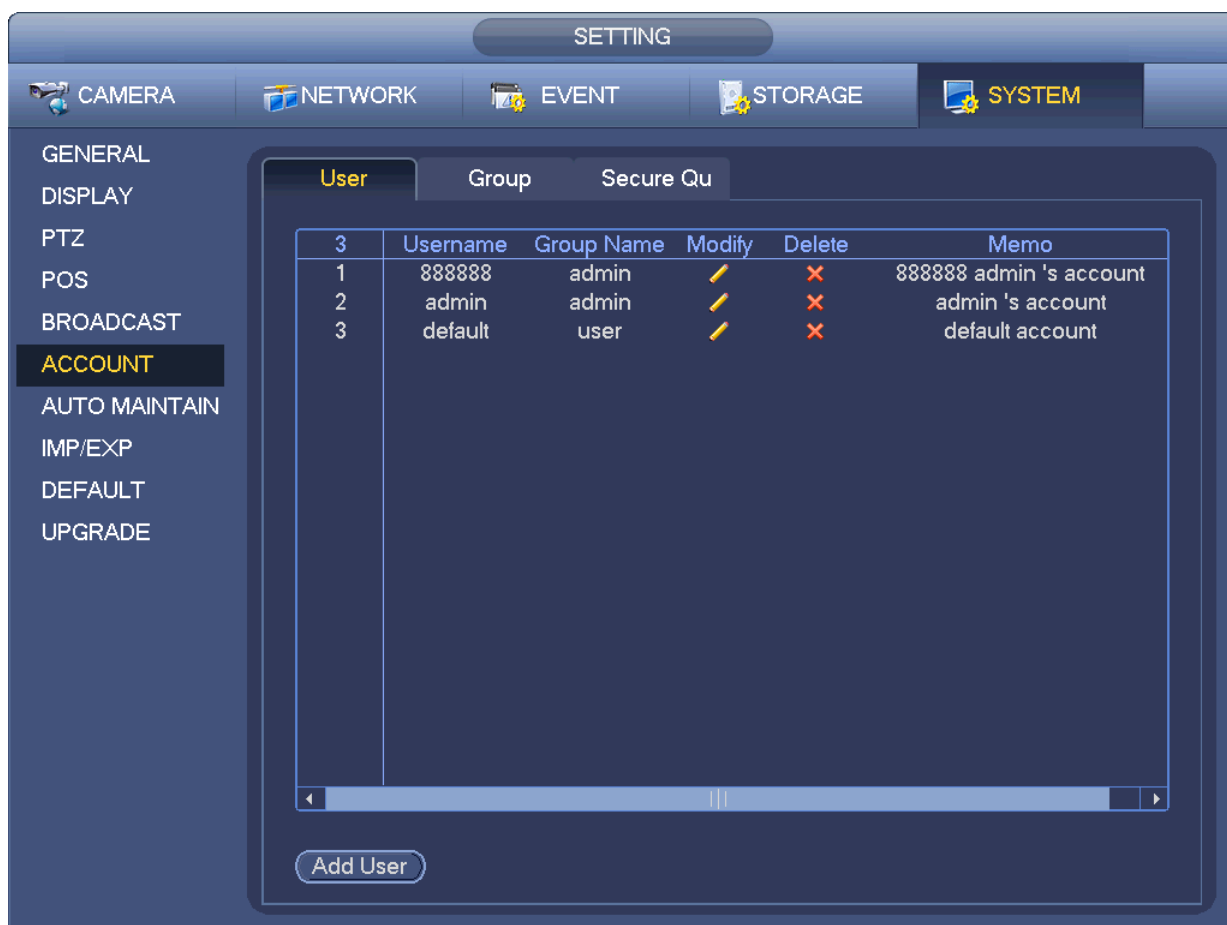 SETTING
CAMERA NETWORK EVENT STORAGE SYSTEM
GENERAL
DISPLAY
PTZ
POS
BROADCAST
ACCOUNT
AUTO MAINTAIN
IMP/EXP
DEFAULT
UPGRADE
User Group Secure Qu
3 Username Group Name Modify Delete Memo
1 888888 admin 888888 admin 's account
2 admin admin admin 's account
3 default user default account
Add User